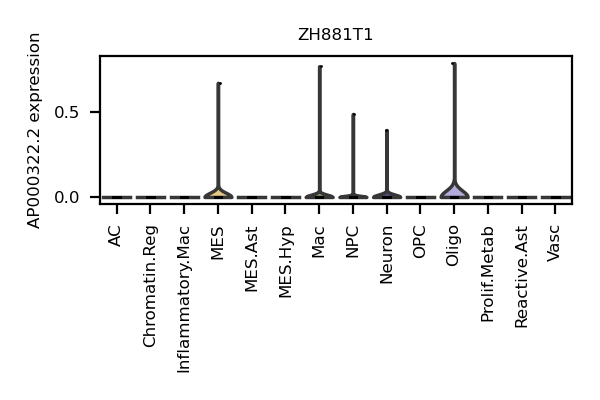 ZH881T1
AP000322.2 expression
0.5
0.0
AC
Chromatin.Reg
Inflammatory.Mac
MES
MES.Ast
MES.Hyp
Mac
NPC
Neuron
OPC
Oligo
Prolif.Metab
Reactive.Ast
Vasc